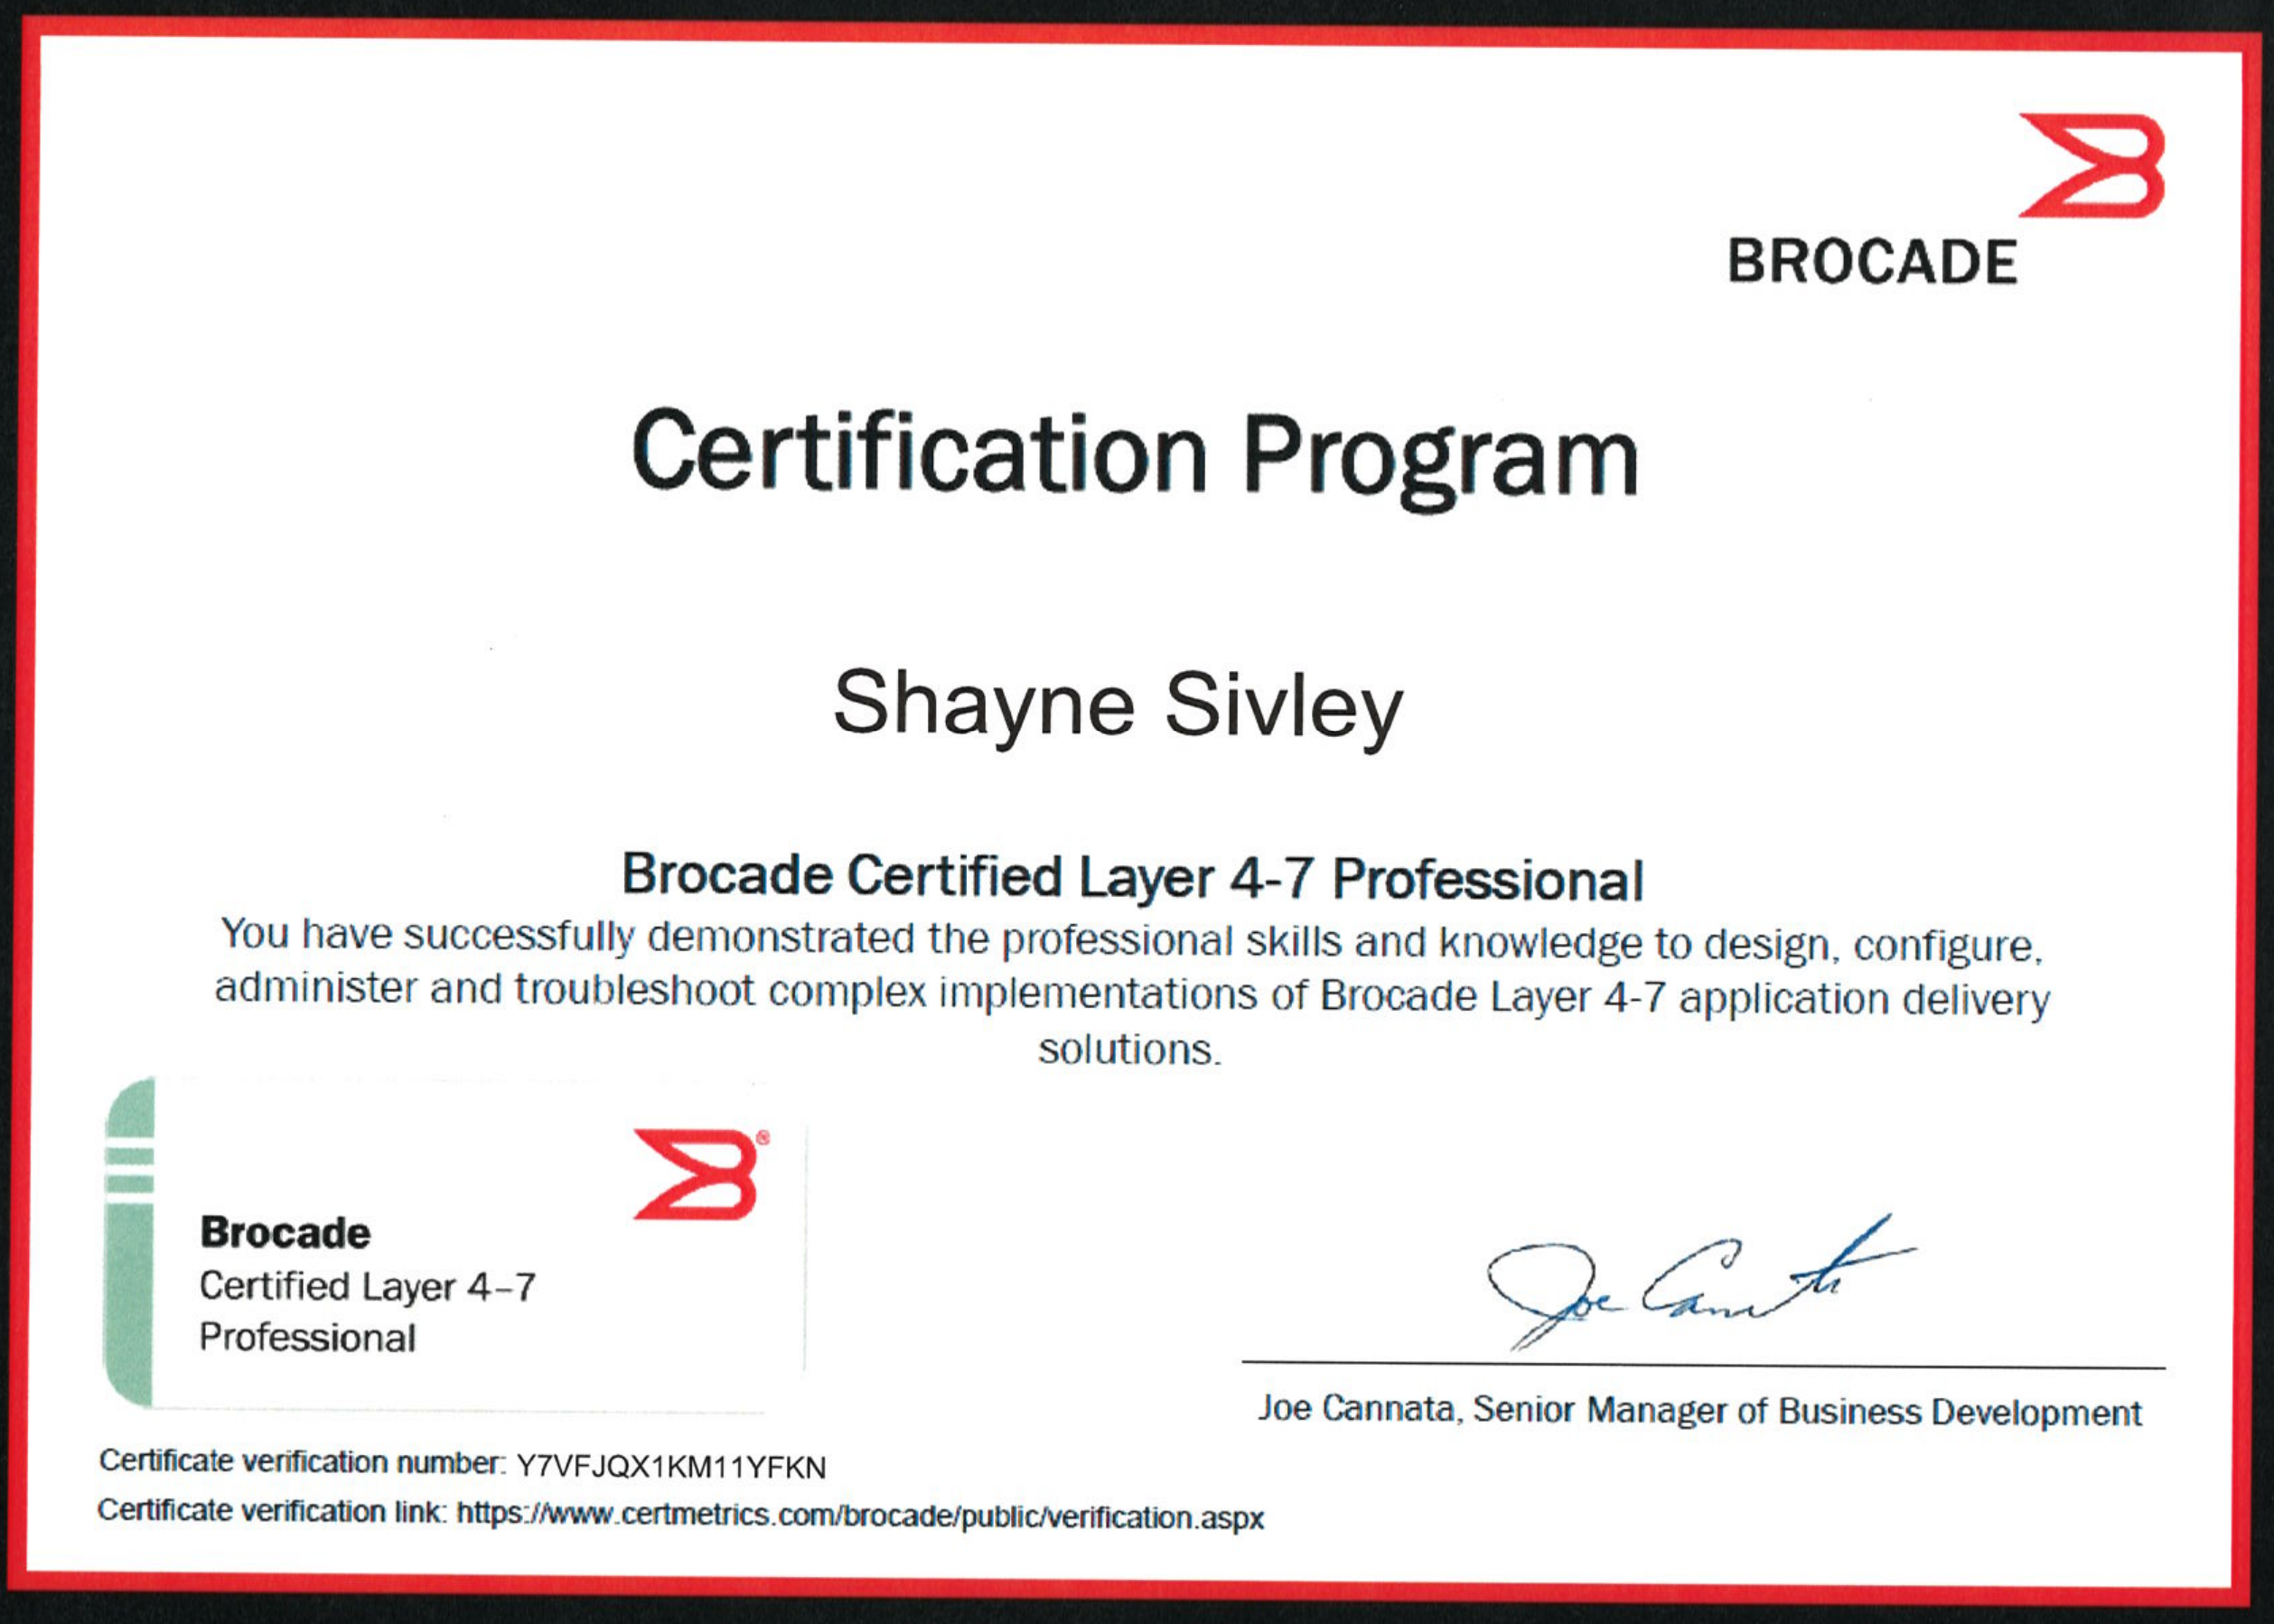 BROCADE
Certification Program
Shayne Sivley
Brocade Certified Layer 4-7 Professional
You have successfully demonstrated the professional skills and knowledge to design, configure,
administer and troubleshoot complex implementations of Brocade Layer 4-7 application delivery
solutions.
®
Brocade
Certified Layer 4–7
Professional
Joe Cannata
Joe Cannata, Senior Manager of Business Development
Certificate verification number: Y7VFJQX1KM11YFKN
Certificate verification link: https://www.certmetrics.com/brocade/public/verification.aspx